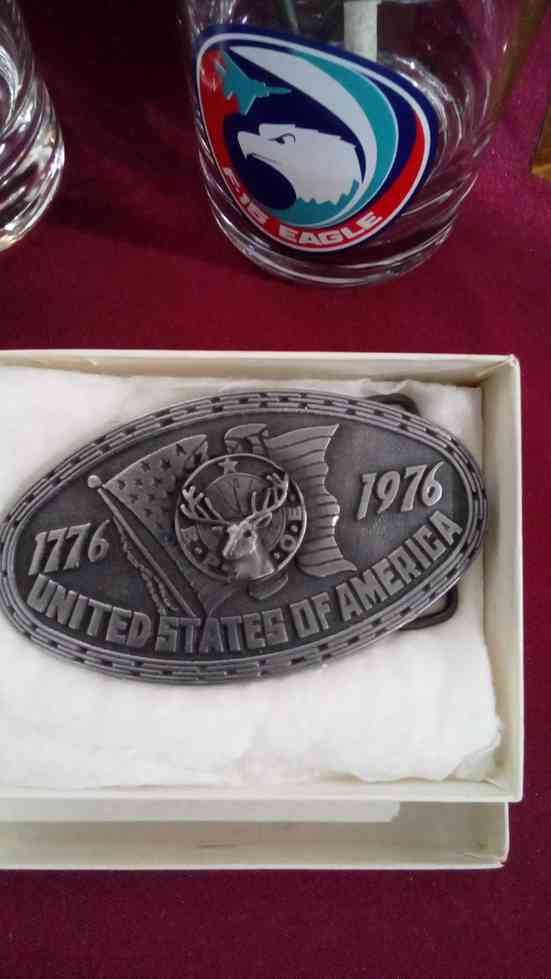 F-15 EAGLE
1776
1976
B.P.O.E.
UNITED STATES OF AMERICA